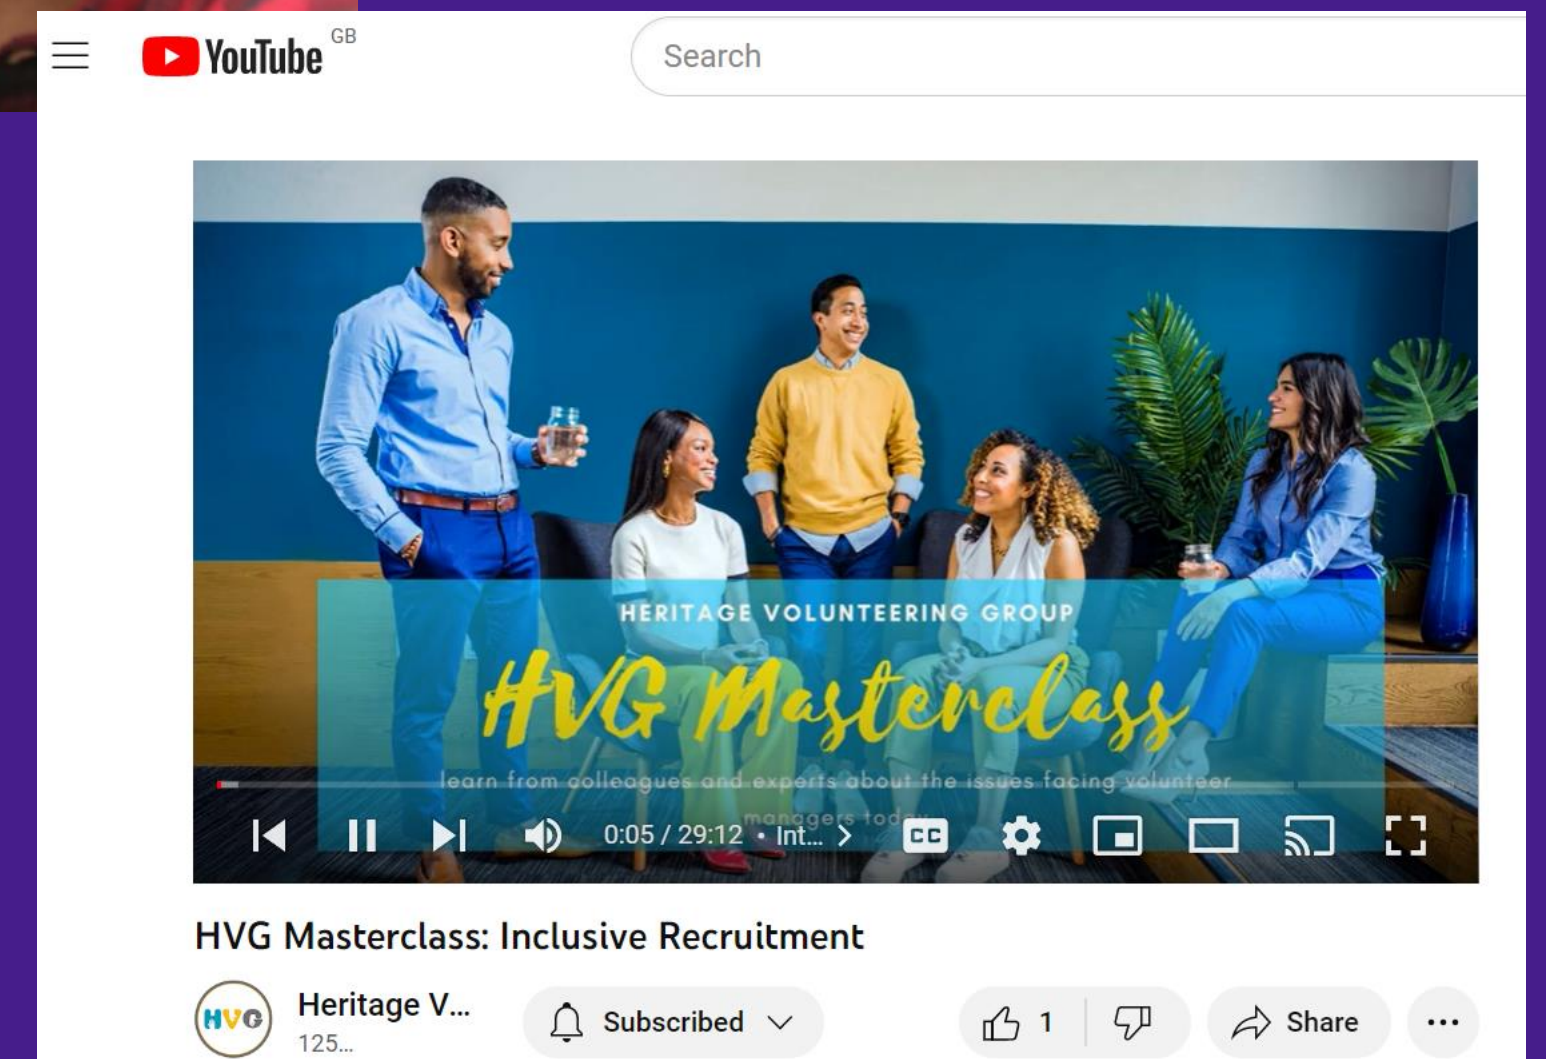 YouTube GB
Search
HERITAGE VOLUNTEERING GROUP
HVG Masterclass
learn from colleagues and experts about the issues facing volunteer
managers today
0:05 / 29:12 • Int... >
CC
HVG Masterclass: Inclusive Recruitment
HVG
Heritage V...
125...
Subscribed
1
Share